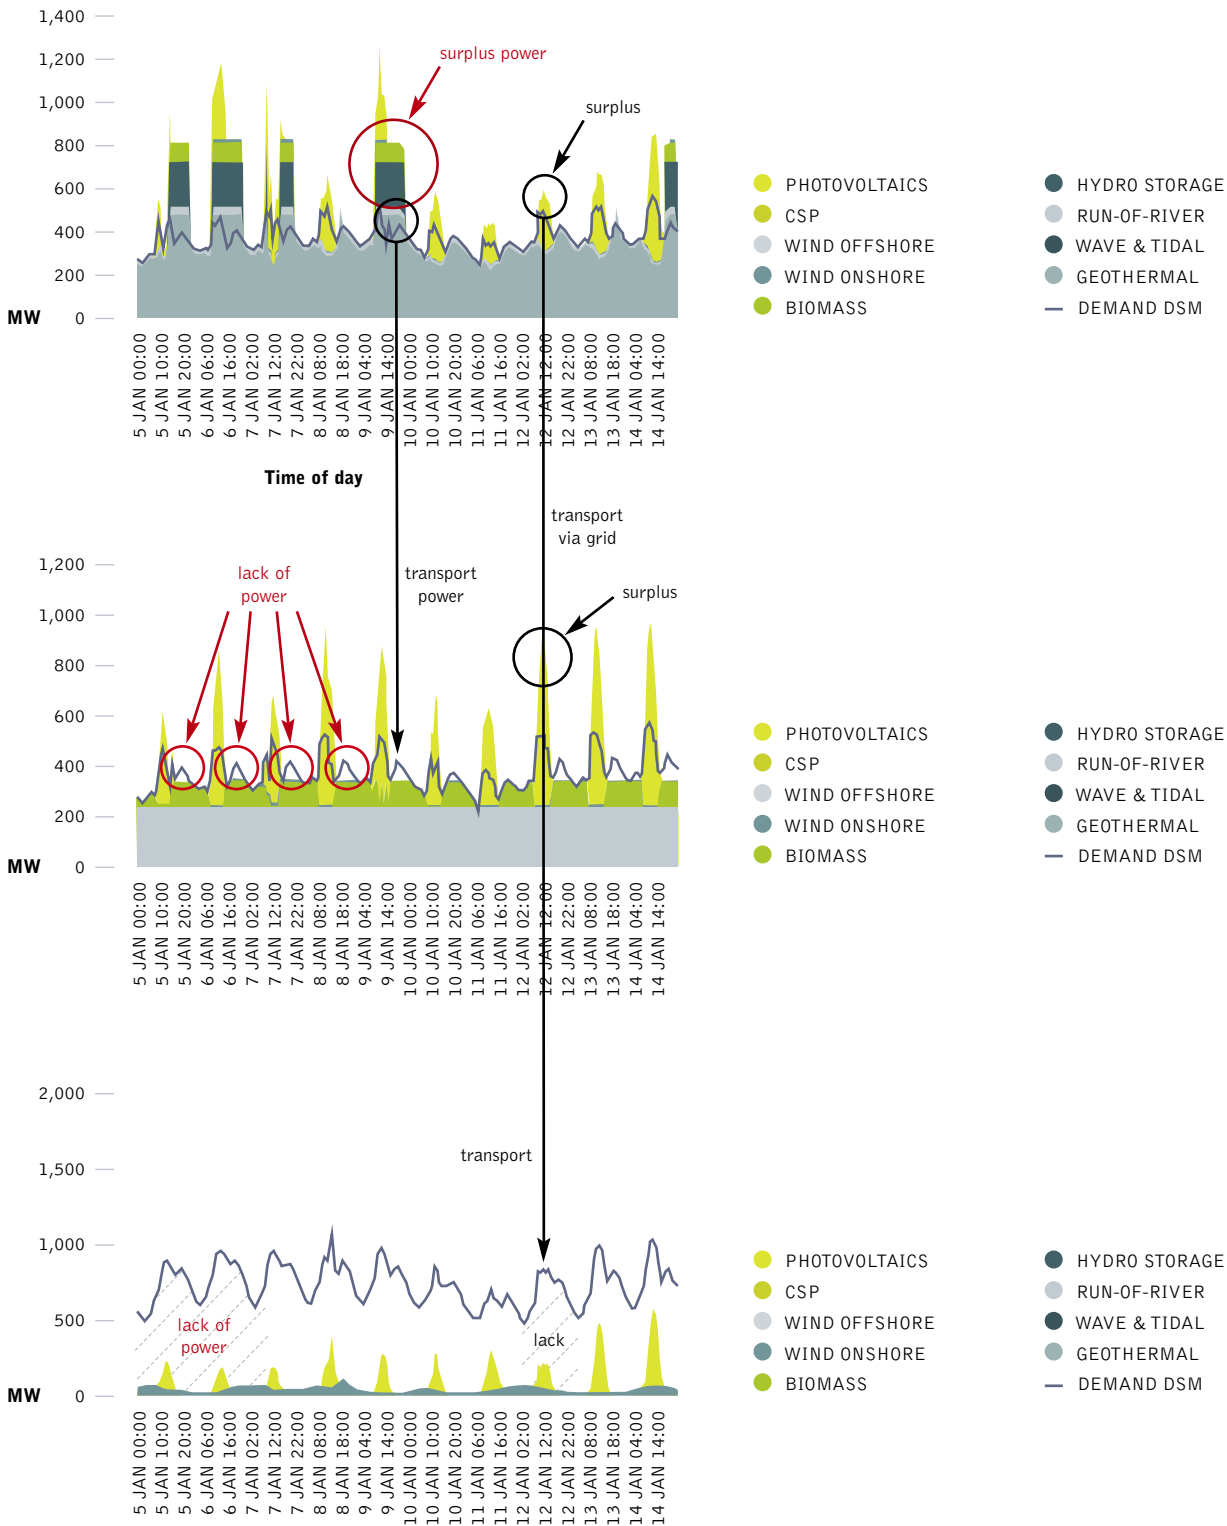 1,400
1,200
1,000
800
600
400
200
MW 0
surplus power
surplus
PHOTOVOLTAICS
CSP
WIND OFFSHORE
WIND ONSHORE
BIOMASS
HYDRO STORAGE
RUN-OF-RIVER
WAVE & TIDAL
GEOTHERMAL
DEMAND DSM
5 JAN 00:00
5 JAN 10:00
5 JAN 20:00
6 JAN 06:00
6 JAN 16:00
7 JAN 02:00
7 JAN 12:00
7 JAN 22:00
8 JAN 08:00
8 JAN 18:00
9 JAN 04:00
9 JAN 14:00
10 JAN 00:00
10 JAN 10:00
10 JAN 20:00
11 JAN 06:00
11 JAN 16:00
12 JAN 02:00
12 JAN 12:00
12 JAN 22:00
13 JAN 08:00
13 JAN 18:00
14 JAN 04:00
14 JAN 14:00
Time of day
transport
via grid
1,200
1,000
800
600
400
200
MW 0
lack of
power
transport
power
surplus
PHOTOVOLTAICS
CSP
WIND OFFSHORE
WIND ONSHORE
BIOMASS
HYDRO STORAGE
RUN-OF-RIVER
WAVE & TIDAL
GEOTHERMAL
DEMAND DSM
5 JAN 00:00
5 JAN 10:00
5 JAN 20:00
6 JAN 06:00
6 JAN 16:00
7 JAN 02:00
7 JAN 12:00
7 JAN 22:00
8 JAN 08:00
8 JAN 18:00
9 JAN 04:00
9 JAN 14:00
10 JAN 00:00
10 JAN 10:00
10 JAN 20:00
11 JAN 06:00
11 JAN 16:00
12 JAN 02:00
12 JAN 12:00
12 JAN 22:00
13 JAN 08:00
13 JAN 18:00
14 JAN 04:00
14 JAN 14:00
2,000
1,500
1,000
500
MW 0
transport
lack of
power
lack
PHOTOVOLTAICS
CSP
WIND OFFSHORE
WIND ONSHORE
BIOMASS
HYDRO STORAGE
RUN-OF-RIVER
WAVE & TIDAL
GEOTHERMAL
DEMAND DSM
5 JAN 00:00
5 JAN 10:00
5 JAN 20:00
6 JAN 06:00
6 JAN 16:00
7 JAN 02:00
7 JAN 12:00
7 JAN 22:00
8 JAN 08:00
8 JAN 18:00
9 JAN 04:00
9 JAN 14:00
10 JAN 00:00
10 JAN 10:00
10 JAN 20:00
11 JAN 06:00
11 JAN 16:00
12 JAN 02:00
12 JAN 12:00
12 JAN 22:00
13 JAN 08:00
13 JAN 18:00
14 JAN 04:00
14 JAN 14:00